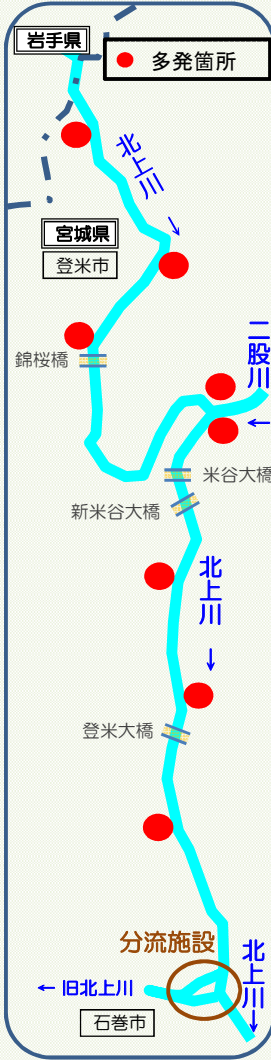 岩手県
多発箇所
北上川
→
宮城県
登米市
錦桜橋
二股川
←
米谷大橋
新米谷大橋
北上川
→
登米大橋
分流施設
北上川→
← 旧北上川
石巻市